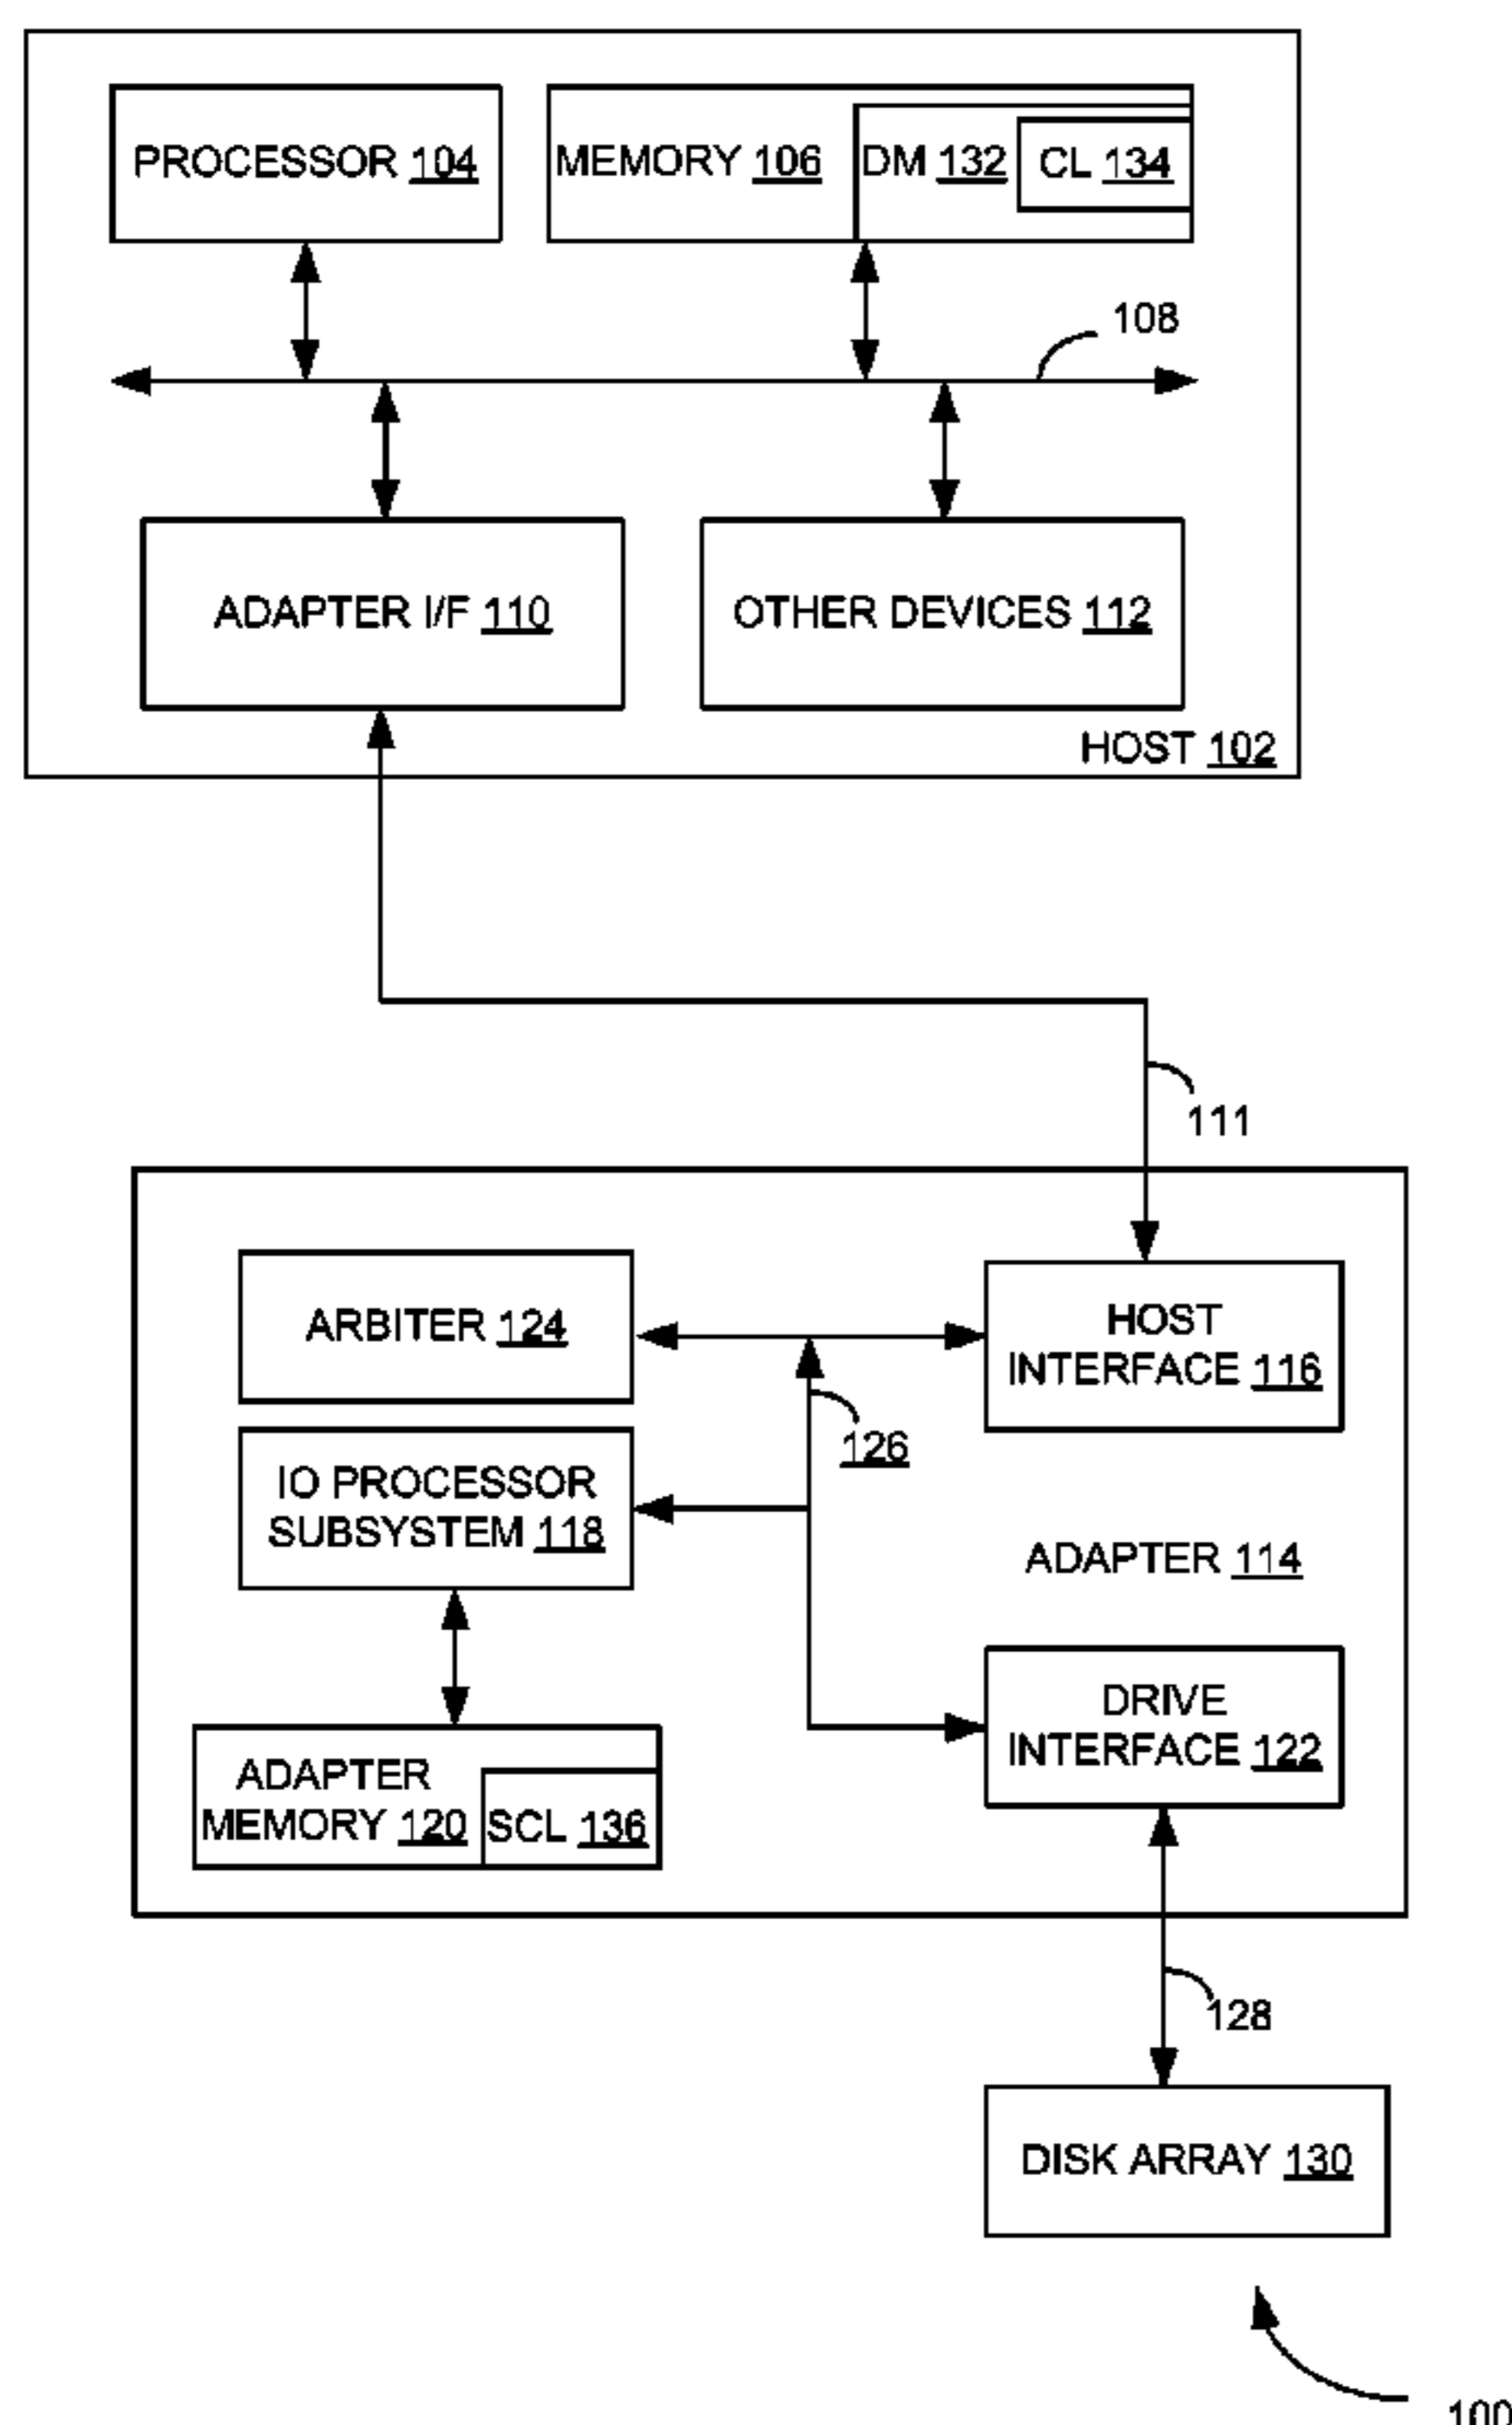 PROCESSOR 104
MEMORY 106
DM 132
CL 134
108
ADAPTER I/F 110
OTHER DEVICES 112
HOST 102
111
ARBITER 124
HOST
INTERFACE 116
126
IO PROCESSOR
SUBSYSTEM 118
ADAPTER 114
DRIVE
INTERFACE 122
ADAPTER
MEMORY 120
SCL 136
128
DISK ARRAY 130
100